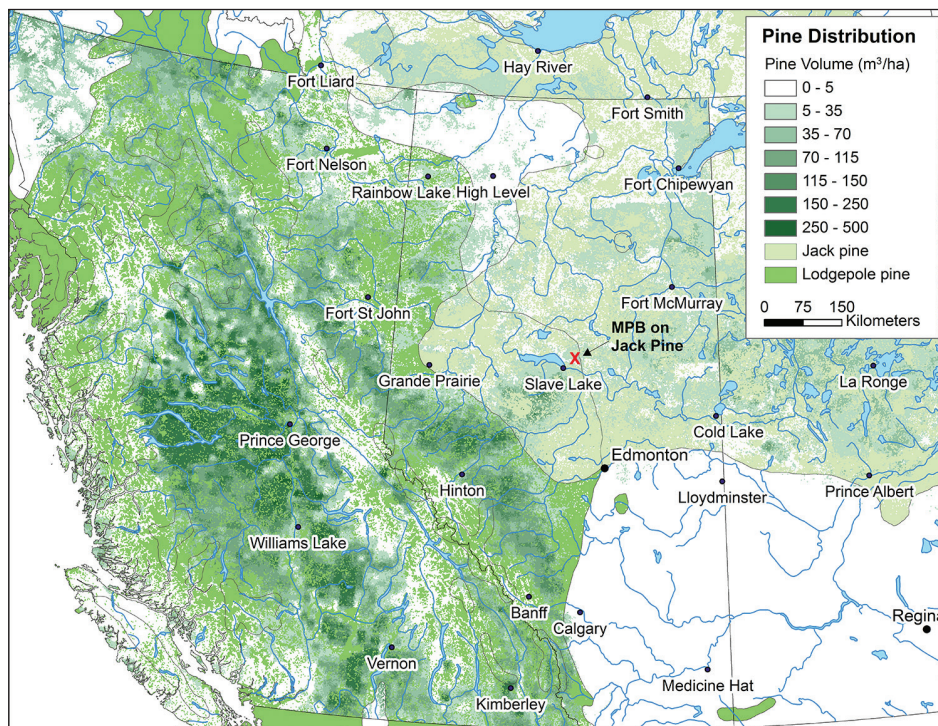 Pine Distribution
Pine Volume (m³/ha)
0 - 5
5 - 35
35 - 70
70 - 115
115 - 150
150 - 250
250 - 500
Jack pine
Lodgepole pine
0 75 150
Kilometers
Fort Liard
Hay River
Fort Smith
Fort Nelson
Rainbow Lake
High Level
Fort Chipewyan
Fort St John
Fort McMurray
MPB on
Jack Pine
X
Grande Prairie
Slave Lake
La Ronge
Prince George
Cold Lake
Edmonton
Hinton
Lloydminster
Prince Albert
Williams Lake
Banff
Calgary
Regina
Vernon
Medicine Hat
Kimberley